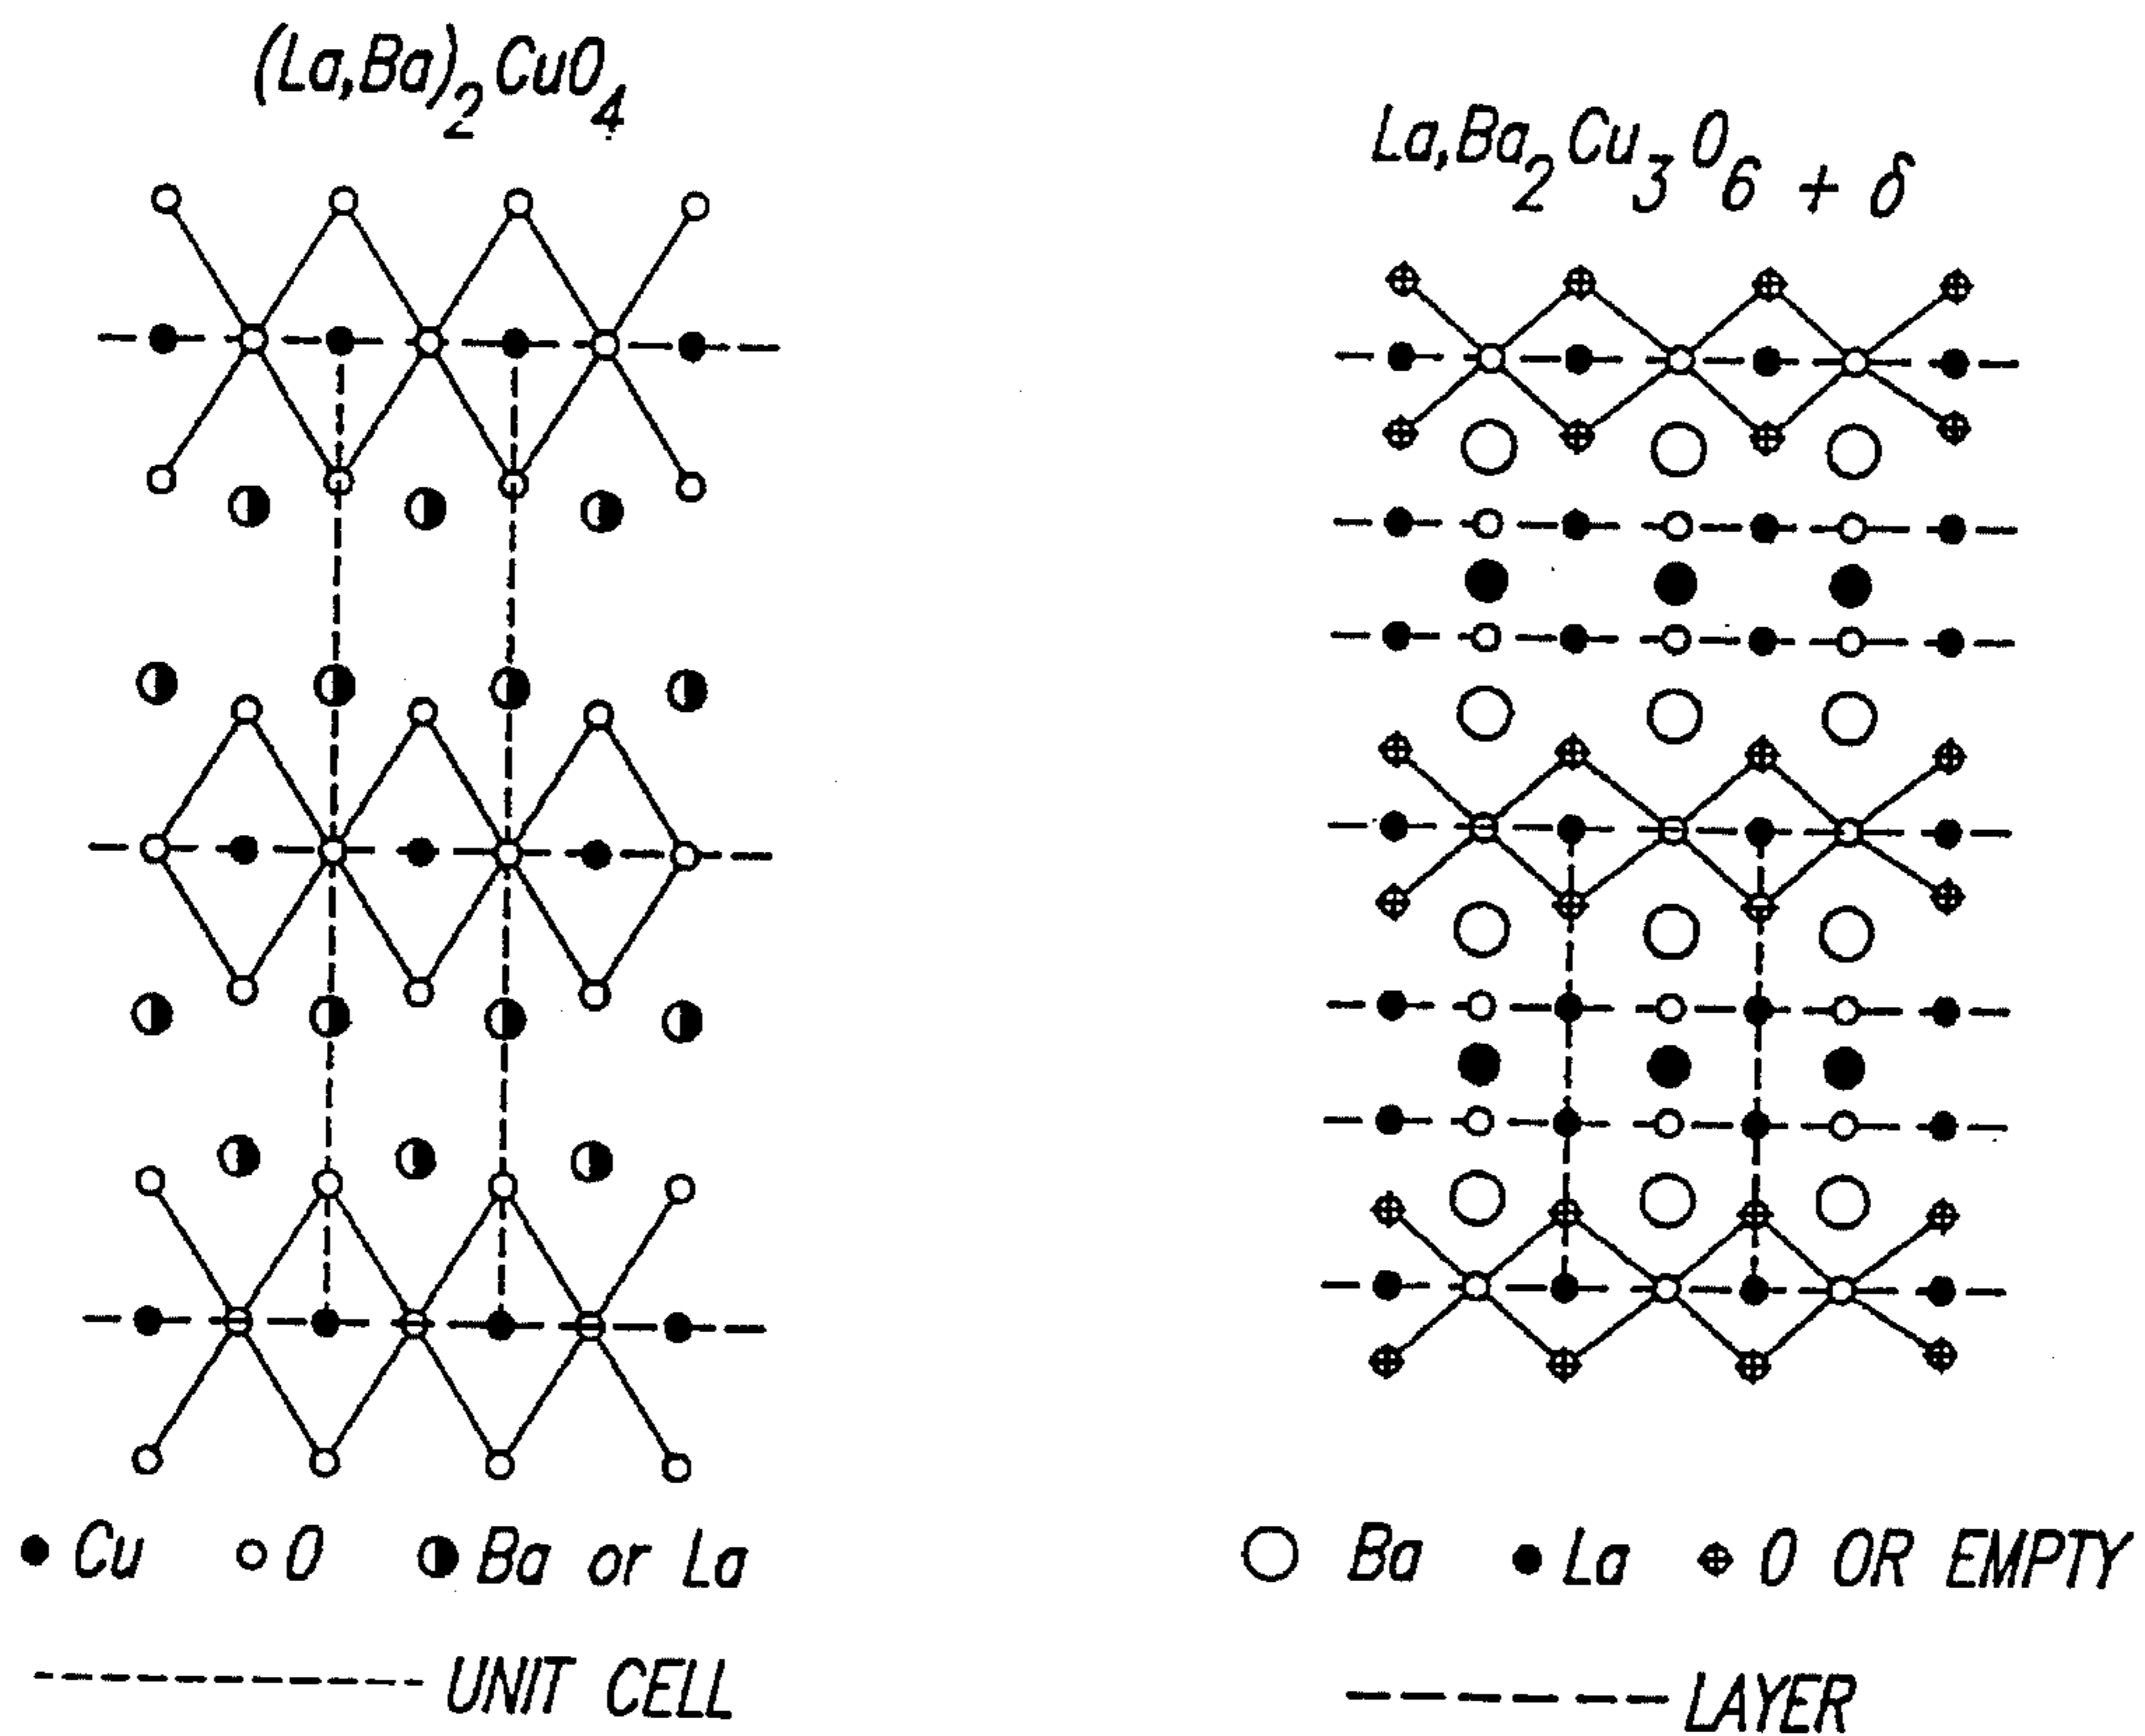 (La,Ba)2CuO4
La,Ba2Cu3O6 + δ
Cu O Ba or La
Ba La O OR EMPTY
UNIT CELL
LAYER